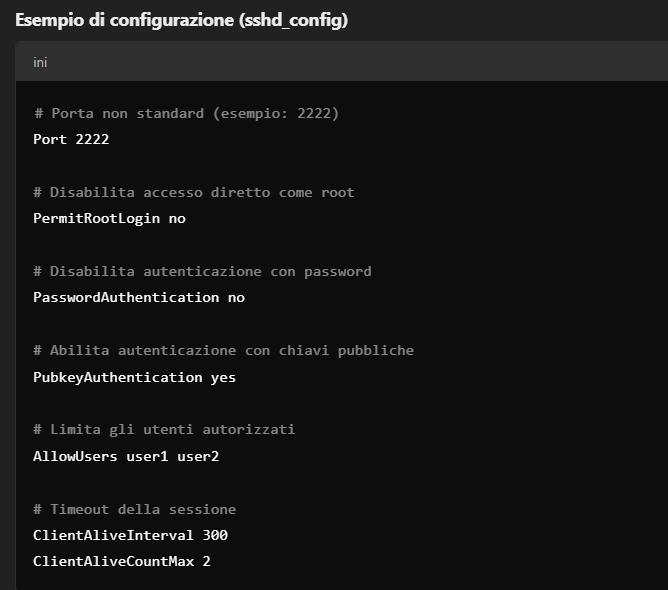 Esempio di configurazione (sshd_config)
ini
# Porta non standard (esempio: 2222)
Port 2222
# Disabilita accesso diretto come root
PermitRootLogin no
# Disabilita autenticazione con password
PasswordAuthentication no
# Abilita autenticazione con chiavi pubbliche
PubkeyAuthentication yes
# Limita gli utenti autorizzati
AllowUsers user1 user2
# Timeout della sessione
ClientAliveInterval 300
ClientAliveCountMax 2